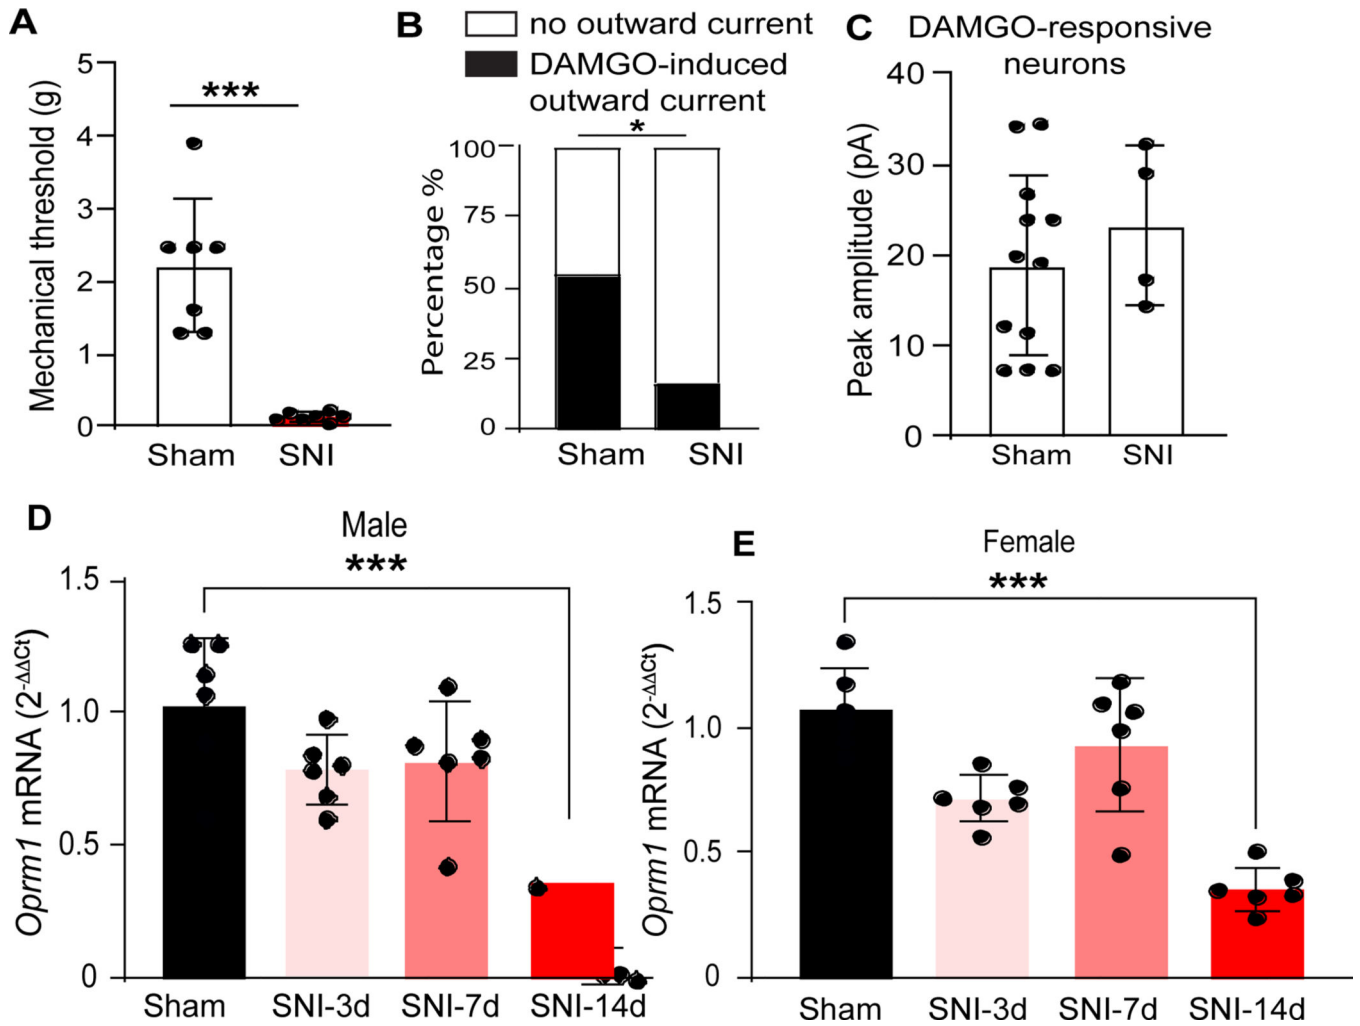 A
Mechanical threshold (g)
5
4
3
2
1
0
***
Sham
SNI
B
no outward current
DAMGO-induced
outward current
Percentage %
100
75
50
25
0
*
Sham
SNI
C
DAMGO-responsive
neurons
Peak amplitude (pA)
40
30
20
10
0
Sham
SNI
D
Male
***
Oprm1 mRNA (2-ΔΔCt)
1.5
1.0
0.5
0
Sham
SNI-3d
SNI-7d
SNI-14d
E
Female
***
Oprm1 mRNA (2-ΔΔCt)
1.5
1.0
0.5
0
Sham
SNI-3d
SNI-7d
SNI-14d